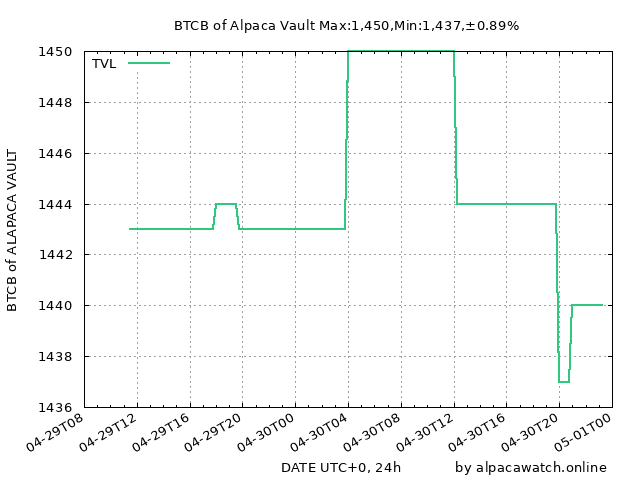 BTCB of Alpaca Vault Max:1,450,Min:1,437,±0.89%
TVL
1450
1448
1446
1444
1442
1440
1438
1436
BTCB of ALAPACA VAULT
04-29T08
04-29T12
04-29T16
04-29T20
04-30T00
04-30T04
04-30T08
04-30T12
04-30T16
04-30T20
05-01T00
DATE UTC+0, 24h
by alpacawatch.online